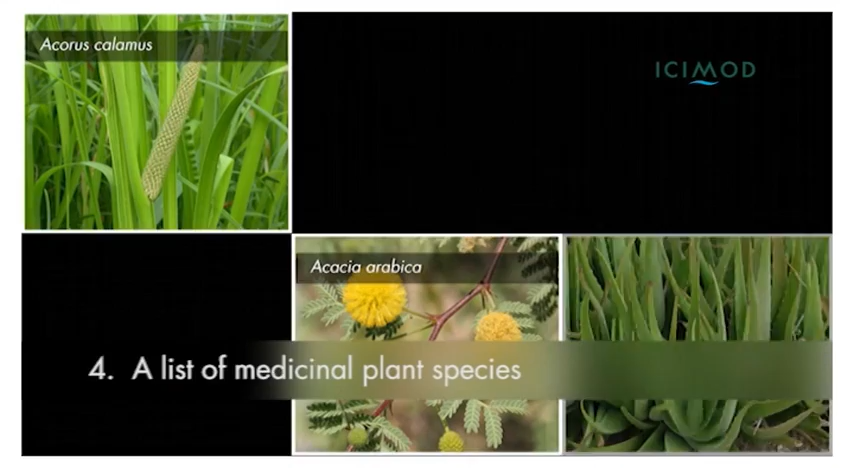 Acorus calamus
ICIMOD
Acacia arabica
4. A list of medicinal plant species